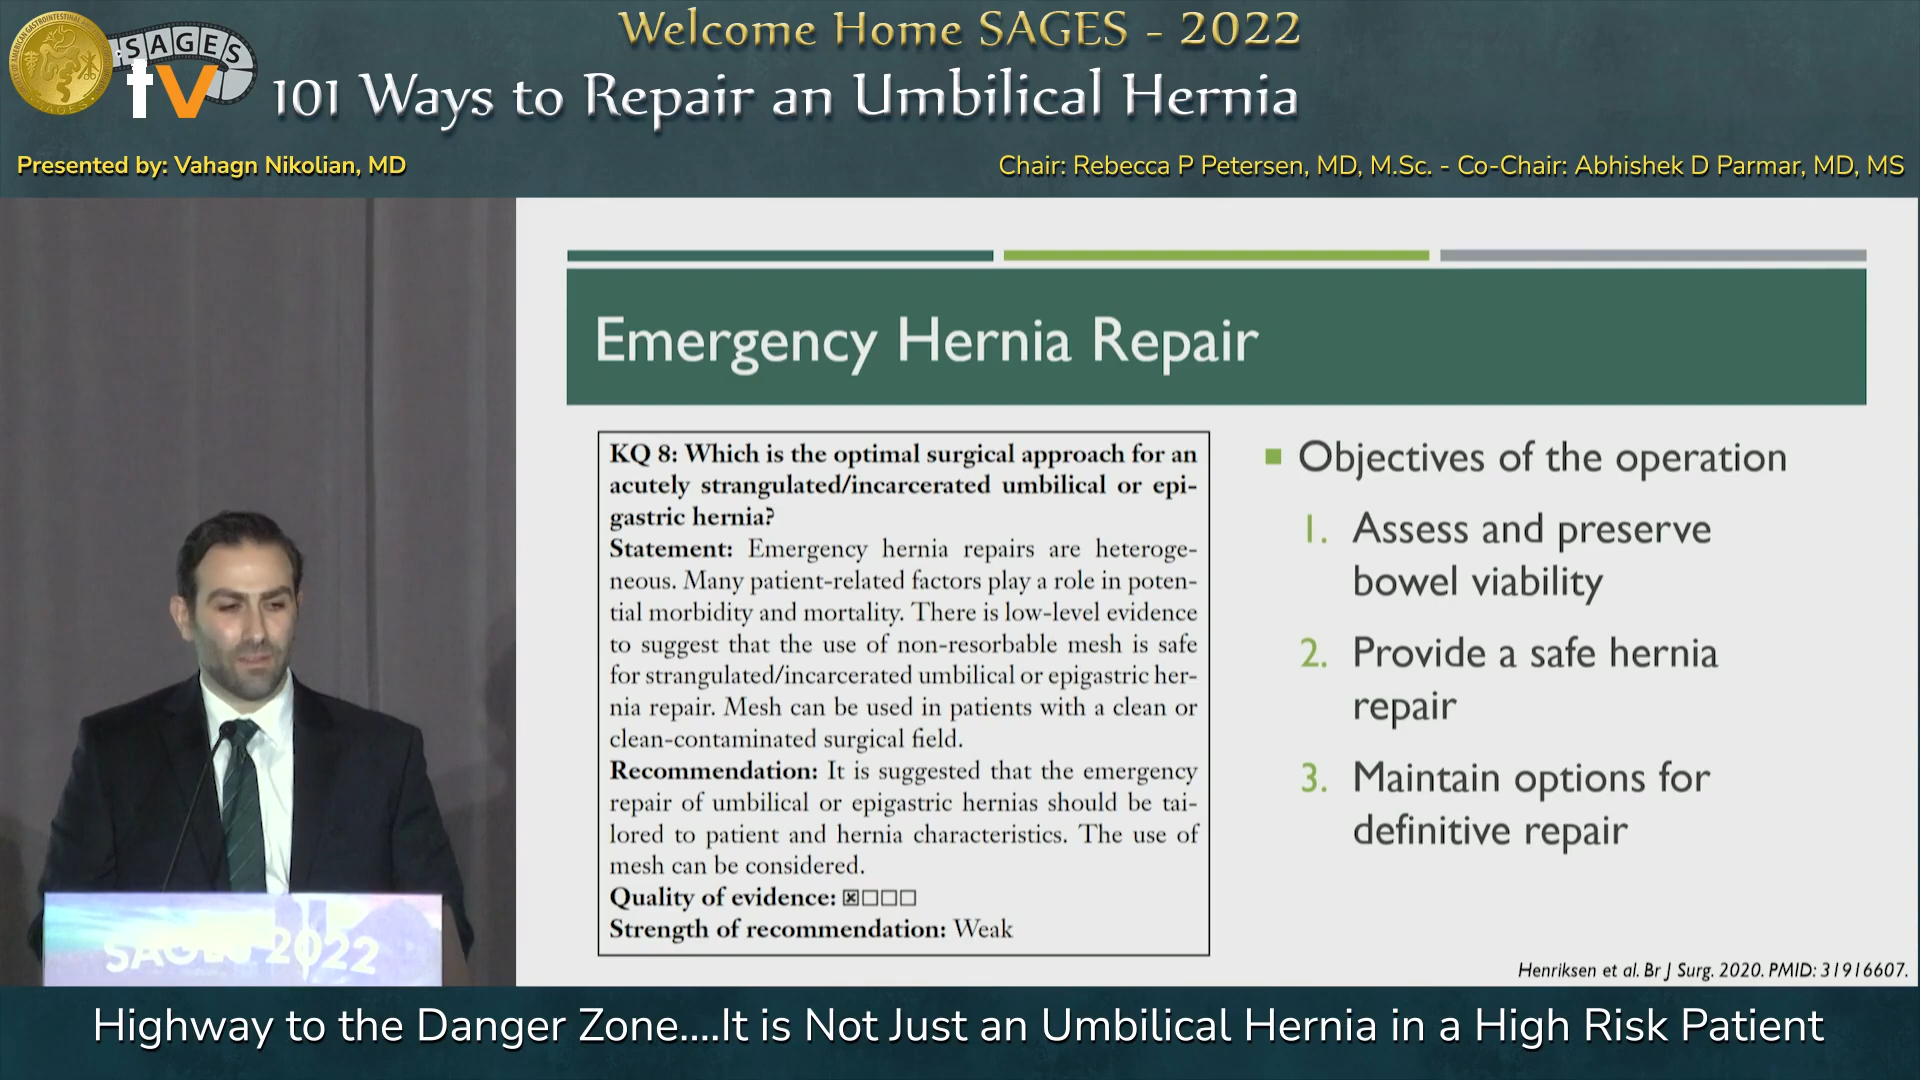 Welcome Home SAGES - 2022
SAGES
tv
101 Ways to Repair an Umbilical Hernia
Presented by: Vahagn Nikolian, MD
Chair: Rebecca P Petersen, MD, M.Sc. - Co-Chair: Abhishek D Parmar, MD, MS
Emergency Hernia Repair
KQ 8: Which is the optimal surgical approach for an
acutely strangulated/incarcerated umbilical or epi-
gastric hernia?
Statement: Emergency hernia repairs are heteroge-
neous. Many patient-related factors play a role in poten-
tial morbidity and mortality. There is low-level evidence
to suggest that the use of non-resorbable mesh is safe
for strangulated/incarcerated umbilical or epigastric her-
nia repair. Mesh can be used in patients with a clean or
clean-contaminated surgical field.
Recommendation: It is suggested that the emergency
repair of umbilical or epigastric hernias should be tai-
lored to patient and hernia characteristics. The use of
mesh can be considered.
Quality of evidence: ☒☐☐☐
Strength of recommendation: Weak
Objectives of the operation
1. Assess and preserve
bowel viability
2. Provide a safe hernia
repair
3. Maintain options for
definitive repair
Henriksen et al. Br J Surg. 2020. PMID: 31916607.
SAGES 2022
Highway to the Danger Zone....It is Not Just an Umbilical Hernia in a High Risk Patient